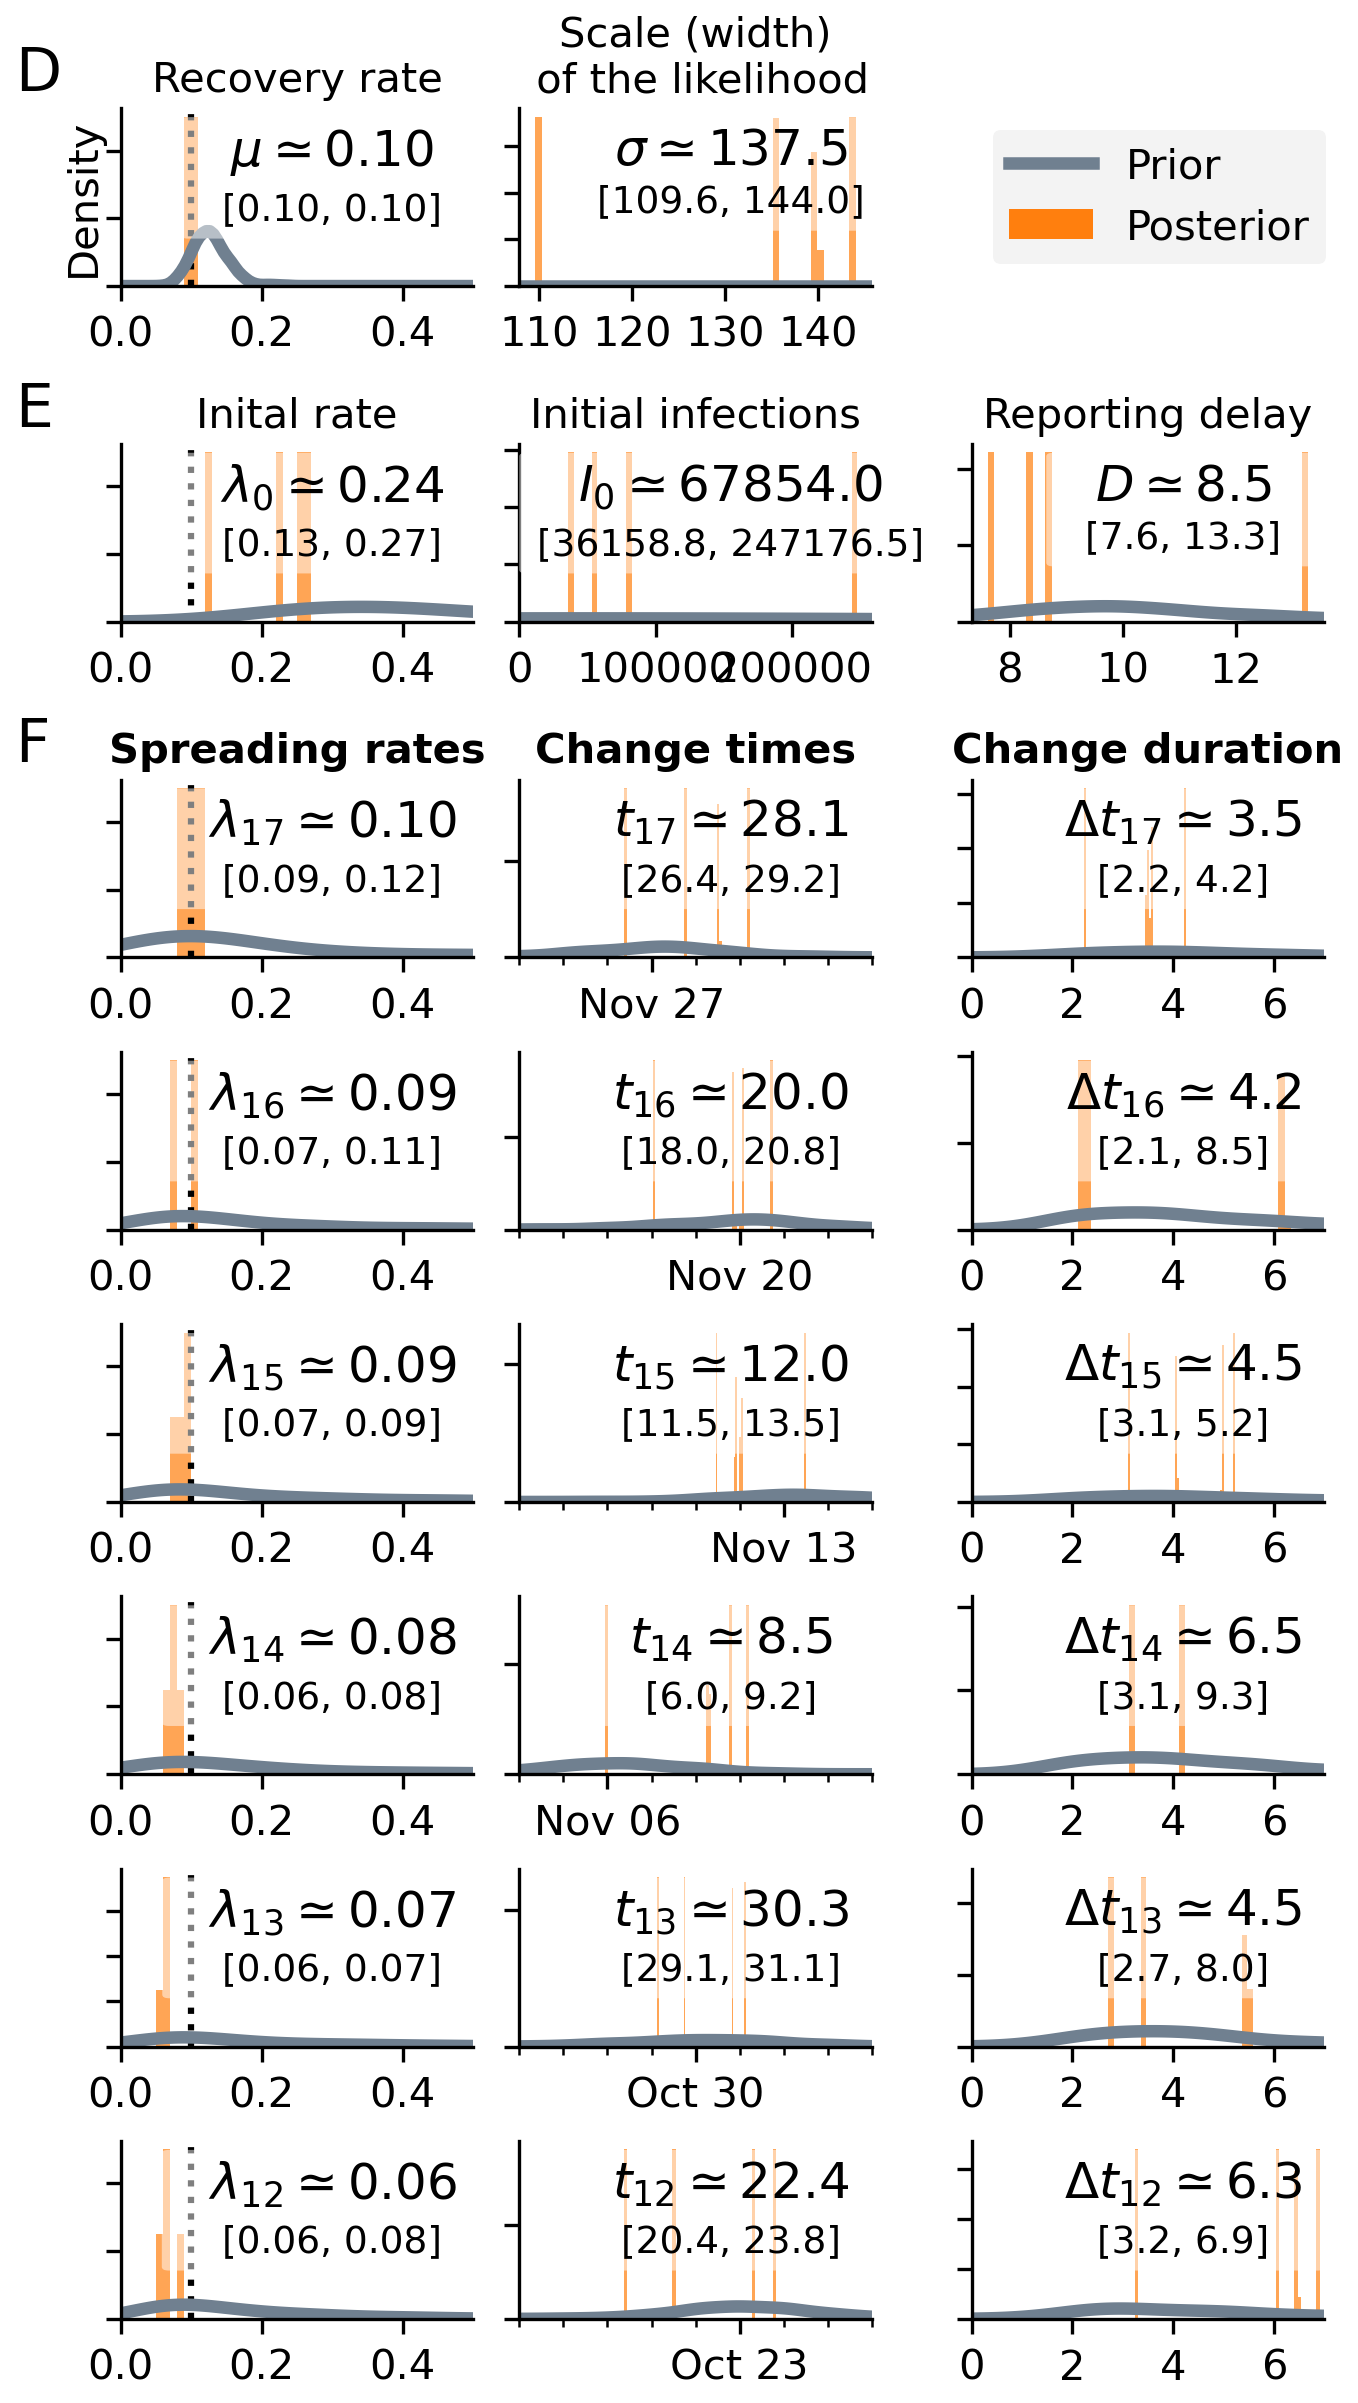 D
Recovery rate
Scale (width)
of the likelihood
Density
μ ≃ 0.10
[0.10, 0.10]
σ ≃ 137.5
[109.6, 144.0]
Prior
Posterior
0.0 0.2 0.4
110 120 130 140
E
Inital rate
Initial infections
Reporting delay
λ0 ≃ 0.24
[0.13, 0.27]
I0 ≃ 67854.0
[36158.8, 247176.5]
D ≃ 8.5
[7.6, 13.3]
0.0 0.2 0.4
0 100000 200000
8 10 12
F
Spreading rates
Change times
Change duration
λ17 ≃ 0.10
[0.09, 0.12]
t17 ≃ 28.1
[26.4, 29.2]
Δt17 ≃ 3.5
[2.2, 4.2]
0.0 0.2 0.4
Nov 27
0 2 4 6
λ16 ≃ 0.09
[0.07, 0.11]
t16 ≃ 20.0
[18.0, 20.8]
Δt16 ≃ 4.2
[2.1, 8.5]
0.0 0.2 0.4
Nov 20
0 2 4 6
λ15 ≃ 0.09
[0.07, 0.09]
t15 ≃ 12.0
[11.5, 13.5]
Δt15 ≃ 4.5
[3.1, 5.2]
0.0 0.2 0.4
Nov 13
0 2 4 6
λ14 ≃ 0.08
[0.06, 0.08]
t14 ≃ 8.5
[6.0, 9.2]
Δt14 ≃ 6.5
[3.1, 9.3]
0.0 0.2 0.4
Nov 06
0 2 4 6
λ13 ≃ 0.07
[0.06, 0.07]
t13 ≃ 30.3
[29.1, 31.1]
Δt13 ≃ 4.5
[2.7, 8.0]
0.0 0.2 0.4
Oct 30
0 2 4 6
λ12 ≃ 0.06
[0.06, 0.08]
t12 ≃ 22.4
[20.4, 23.8]
Δt12 ≃ 6.3
[3.2, 6.9]
0.0 0.2 0.4
Oct 23
0 2 4 6